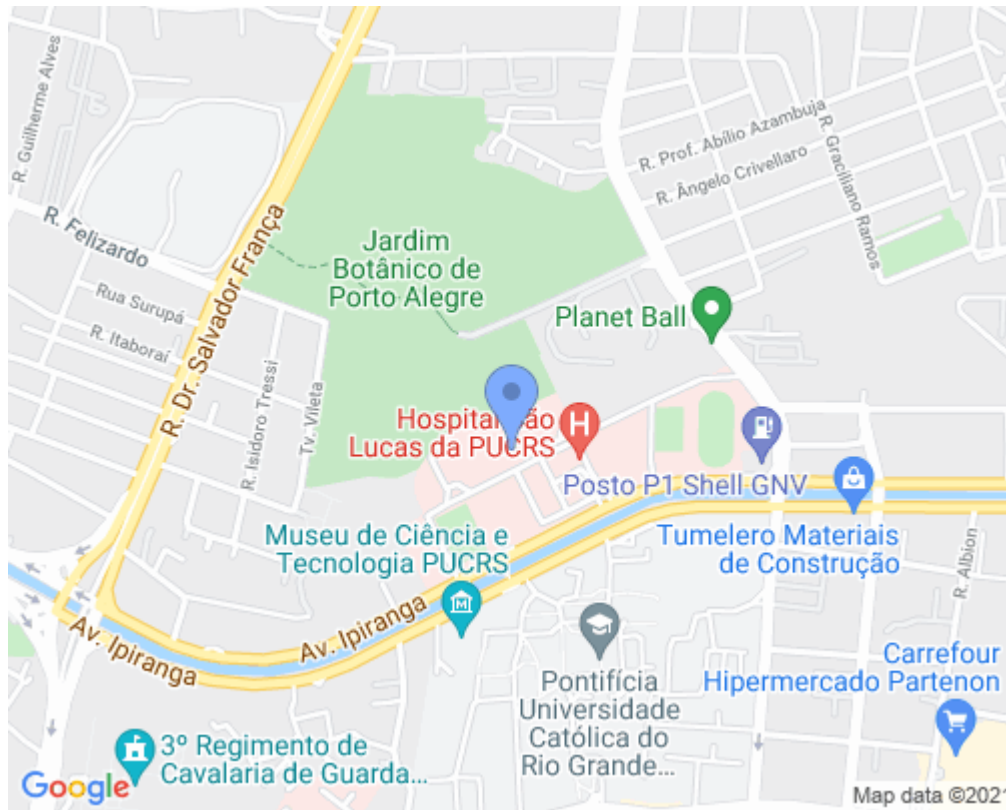 R. Guilherme Alves
R. Felizardo
Rua Surupá
R. Itaboraí
R. Isidoro Tressi
Tv. Vileta
R. Dr. Salvador França
Jardim
Botânico de
Porto Alegre
R. Prof. Abílio Azambuja
R. Ângelo Crivellaro
R. Graciliano Ramos
Planet Ball
Lucas da PUCRS
Posto P1 Shell GNV
Museu de Ciência e
Tecnologia PUCRS
Tumelero Materiais
de Construção
R. Albion
Av. Ipiranga
Av. Ipiranga
Pontifícia
Universidade
Católica do
Rio Grande...
Carrefour
Hipermercado Partenon
3º Regimento de
Cavalaria de Guarda...
Google
Map data